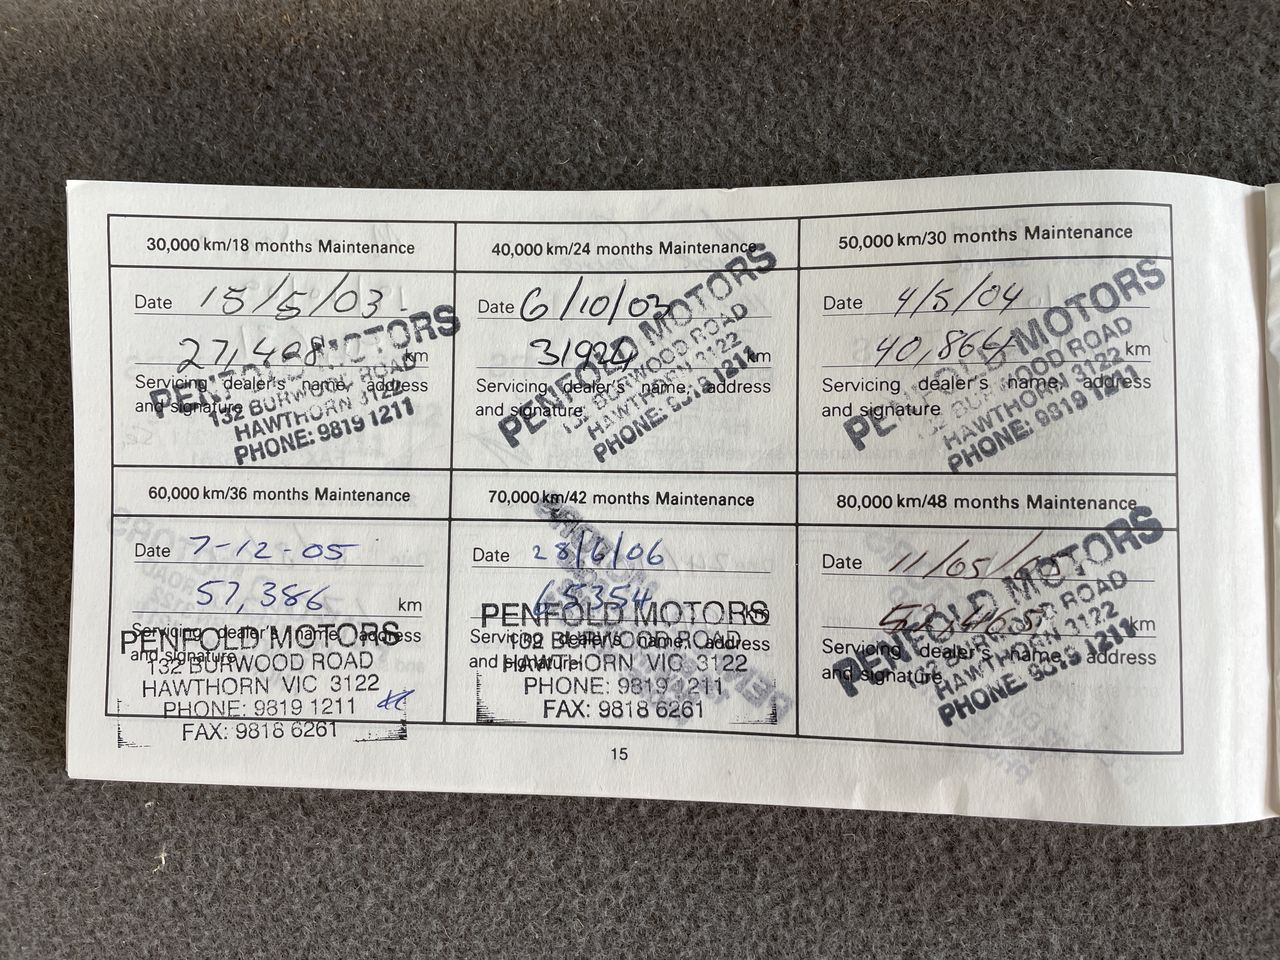 30,000 km/18 months Maintenance
Date 15/5/03
27,498 km
Servicing dealer's name, address
and signature
PENFOLD MOTORS
132 BURWOOD ROAD
HAWTHORN 3122
PHONE: 9819 1211
40,000 km/24 months Maintenance
Date 6/10/03
km
Servicing dealer's name, address
and signature
PENFOLD MOTORS
132 BURWOOD ROAD
HAWTHORN 3122
PHONE: 9819 1211
50,000 km/30 months Maintenance
Date 4/5/04
40,864 km
Servicing dealer's name, address
and signature
PENFOLD MOTORS
132 BURWOOD ROAD
HAWTHORN 3122
PHONE: 9819 1211
60,000 km/36 months Maintenance
Date 7-12-05
57,386 km
Servicing dealer's name, address
and signature
PENFOLD MOTORS
132 BURWOOD ROAD
HAWTHORN VIC 3122
PHONE: 9819 1211
FAX: 9818 6261
70,000 km/42 months Maintenance
Date 28/6/06
65354 km
Servicing dealer's name, address
and signature
PENFOLD MOTORS
132 BURWOOD ROAD
HAWTHORN VIC 3122
PHONE: 9819 1211
FAX: 9818 6261
80,000 km/48 months Maintenance
Date 11/05/
km
Servicing dealer's name, address
and signature
PENFOLD MOTORS
132 BURWOOD ROAD
HAWTHORN 3122
PHONE: 9819 1211
15